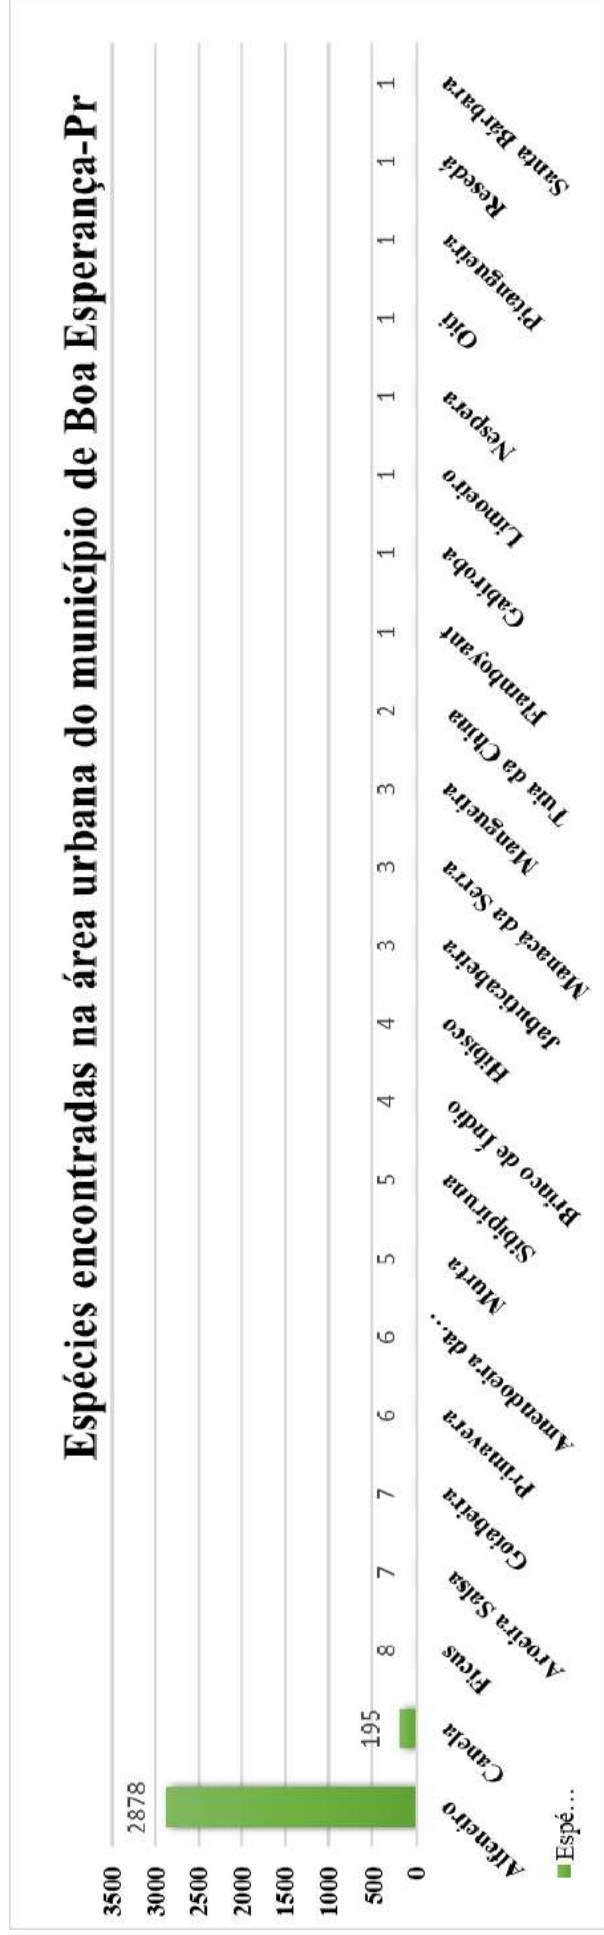 Espécies encontradas na área urbana do município de Boa Esperança-Pr
3500
3000
2500
2000
1500
1000
500
0
2878
195
8
7
7
6
6
5
5
4
4
3
3
3
2
1
1
1
1
1
1
1
1
Alfeneiro
Canela
Ficus
Aroeira Salsa
Goiabeira
Primavera
Amendoeira da...
Murta
Sibipiruna
Brinco de Índio
Hibisco
Jabuticabeira
Manacá da Serra
Mangueira
Tuia da China
Flamboyant
Gabiroba
Limoeiro
Nespera
Oiti
Pitangueira
Resedá
Santa Bárbara
Espé...